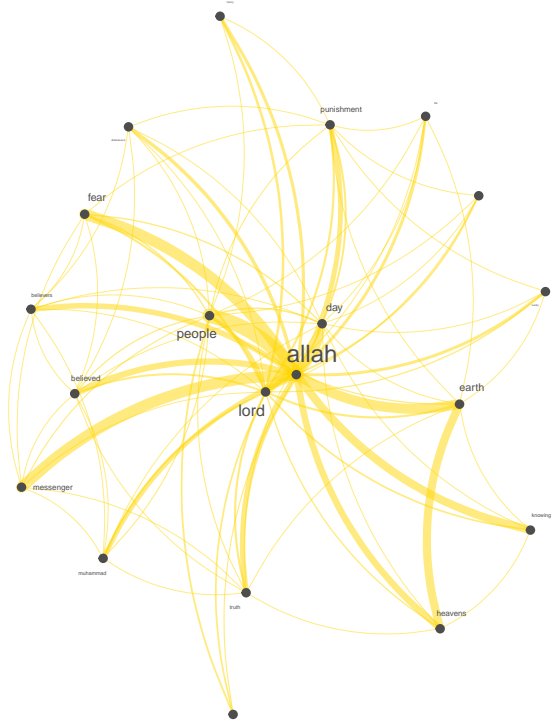 punishment
fear
believers
day
people
allah
believed
earth
lord
messenger
knowing
muhammad
truth
heavens